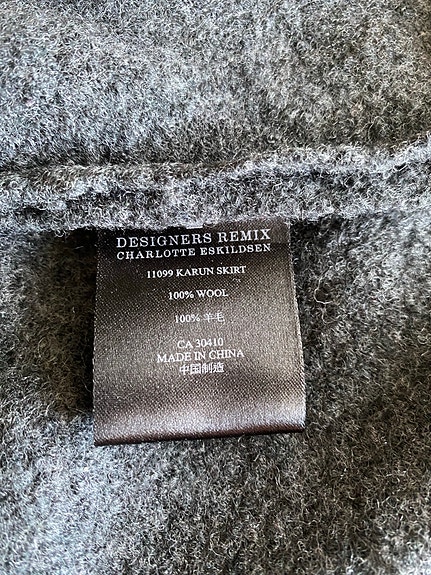 DESIGNERS REMIX
CHARLOTTE ESKILDSEN
11099 KARUN SKIRT
100% WOOL
100% 羊毛
CA 30410
MADE IN CHINA
中国制造